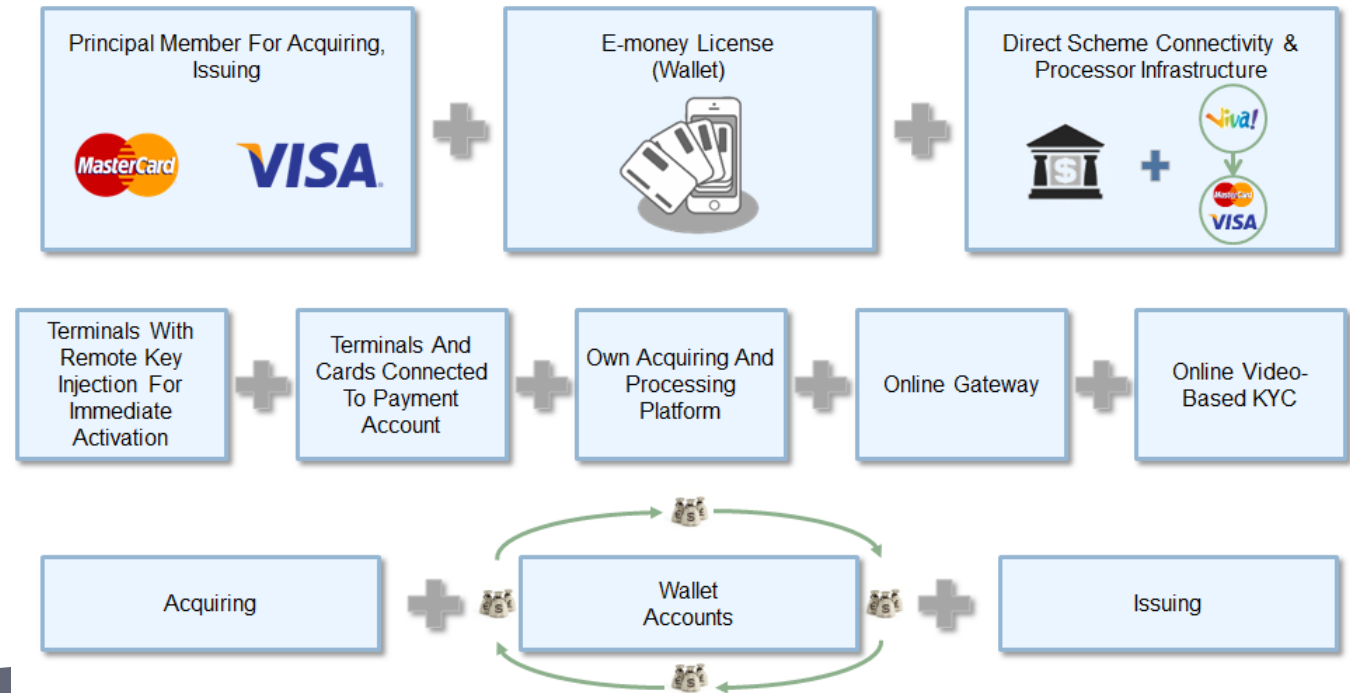 Principal Member For Acquiring,
Issuing
MasterCard
VISA
E-money License
(Wallet)
Direct Scheme Connectivity &
Processor Infrastructure
$
Viva!
MasterCard
VISA
Terminals With
Remote Key
Injection For
Immediate
Activation
Terminals And
Cards Connected
To Payment
Account
Own Acquiring And
Processing
Platform
Online Gateway
Online Video-
Based KYC
Acquiring
Wallet
Accounts
Issuing